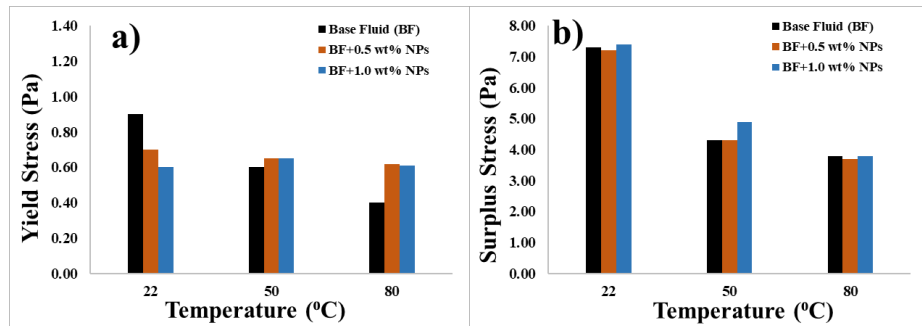 a)
Base Fluid (BF)
BF+0.5 wt% NPs
BF+1.0 wt% NPs
Yield Stress (Pa)
1.40
1.20
1.00
0.80
0.60
0.40
0.20
0.00
22 50 80
Temperature (⁰C)
b)
Base Fluid (BF)
BF+0.5 wt% NPs
BF+1.0 wt% NPs
Surplus Stress (Pa)
8.00
7.00
6.00
5.00
4.00
3.00
2.00
1.00
0.00
22 50 80
Temperature (⁰C)